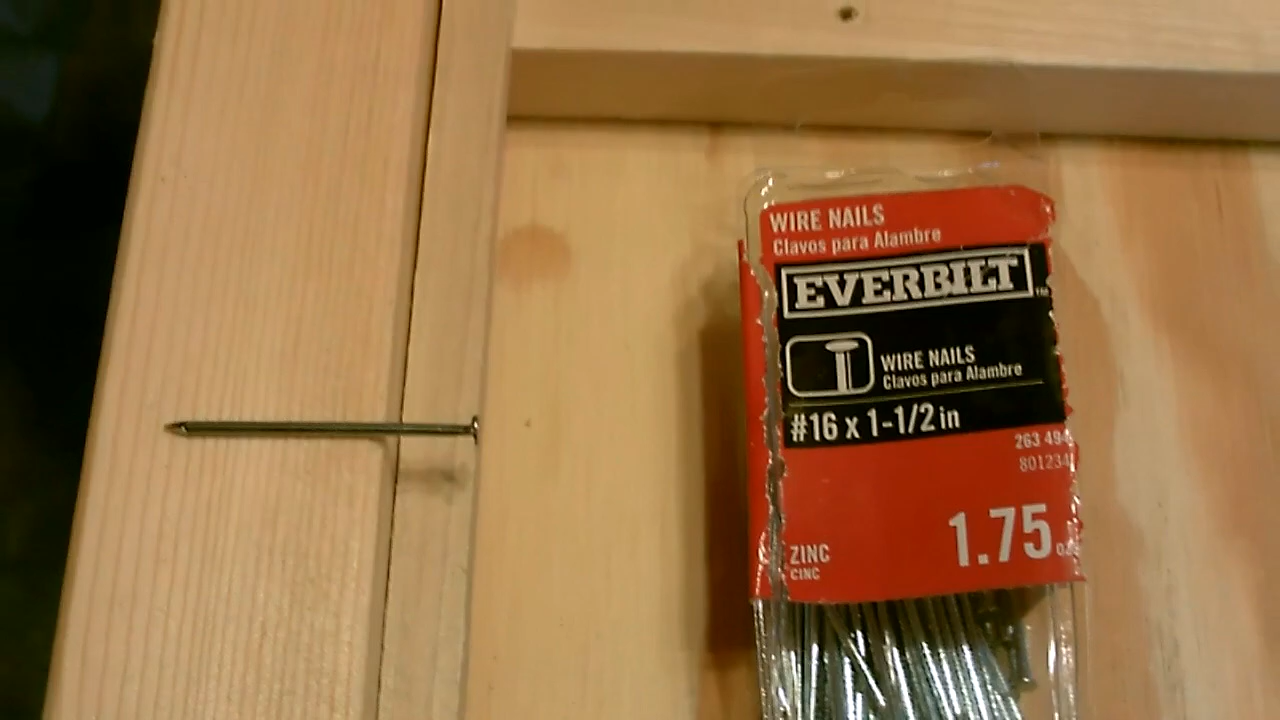 WIRE NAILS
Clavos para Alambre
EVERBILT
WIRE NAILS
Clavos para Alambre
#16 x 1-1/2 in
263 494
801234
1.75
ZINC
CINC